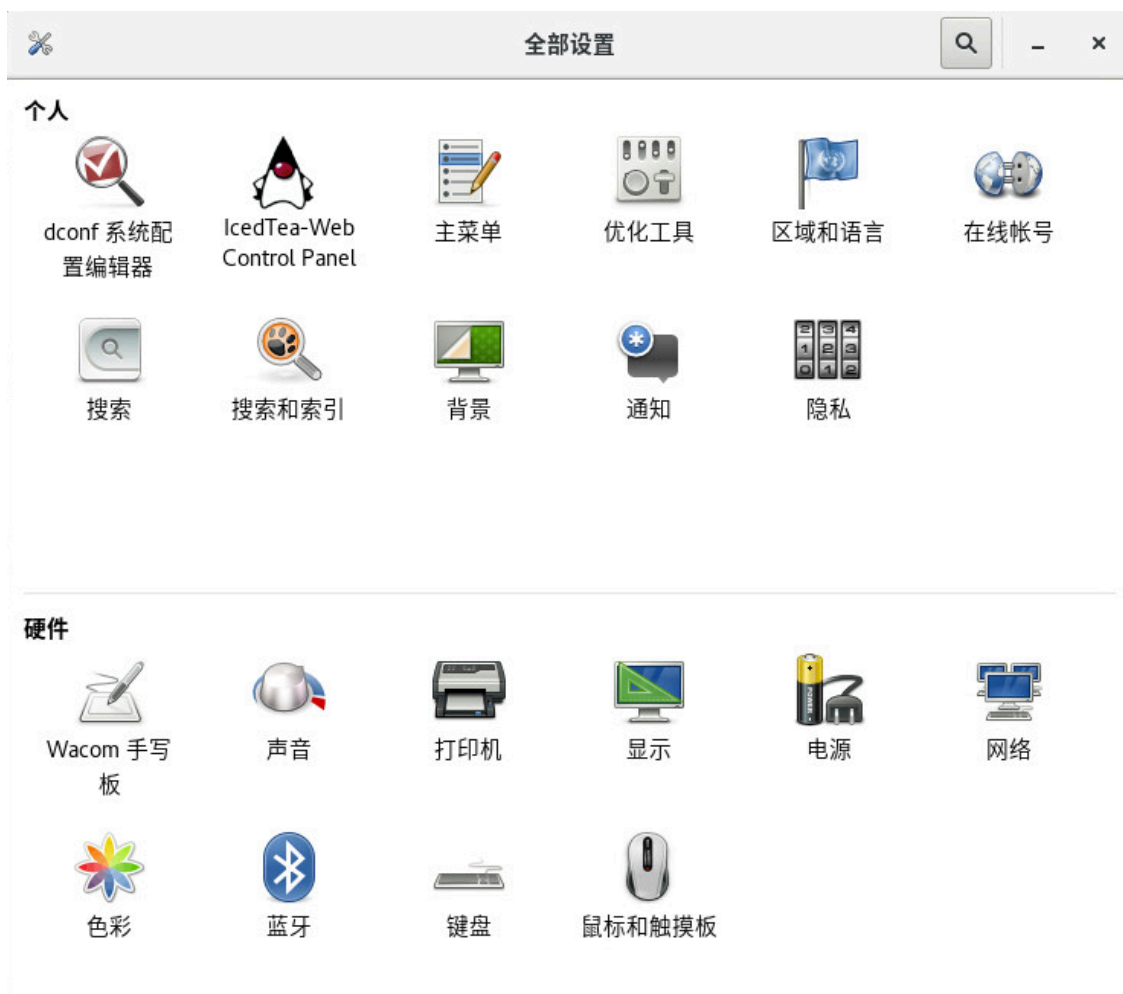 全部设置
个人
dconf 系统配
置编辑器
IcedTea-Web
Control Panel
主菜单
优化工具
区域和语言
在线帐号
搜索
搜索和索引
背景
通知
隐私
硬件
Wacom 手写
板
声音
打印机
显示
电源
网络
色彩
蓝牙
键盘
鼠标和触摸板